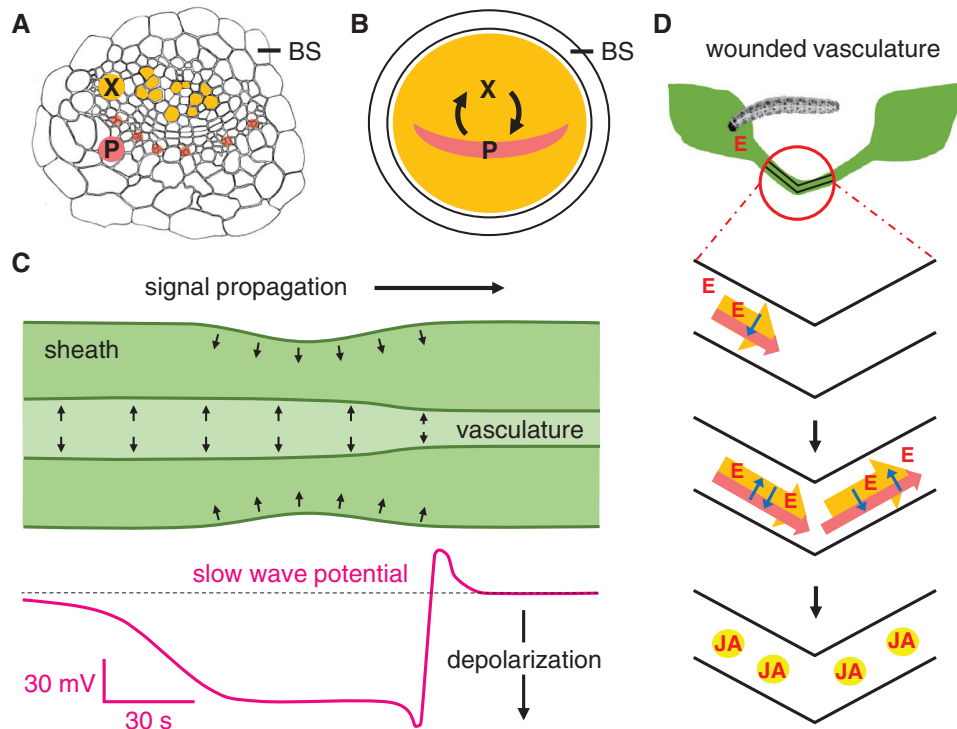 A
BS
X
P
B
BS
X
P
C
signal propagation
sheath
vasculature
slow wave potential
depolarization
30 mV
30 s
D
wounded vasculature
E
E
E
E
E
E
E
JA
JA
JA
JA